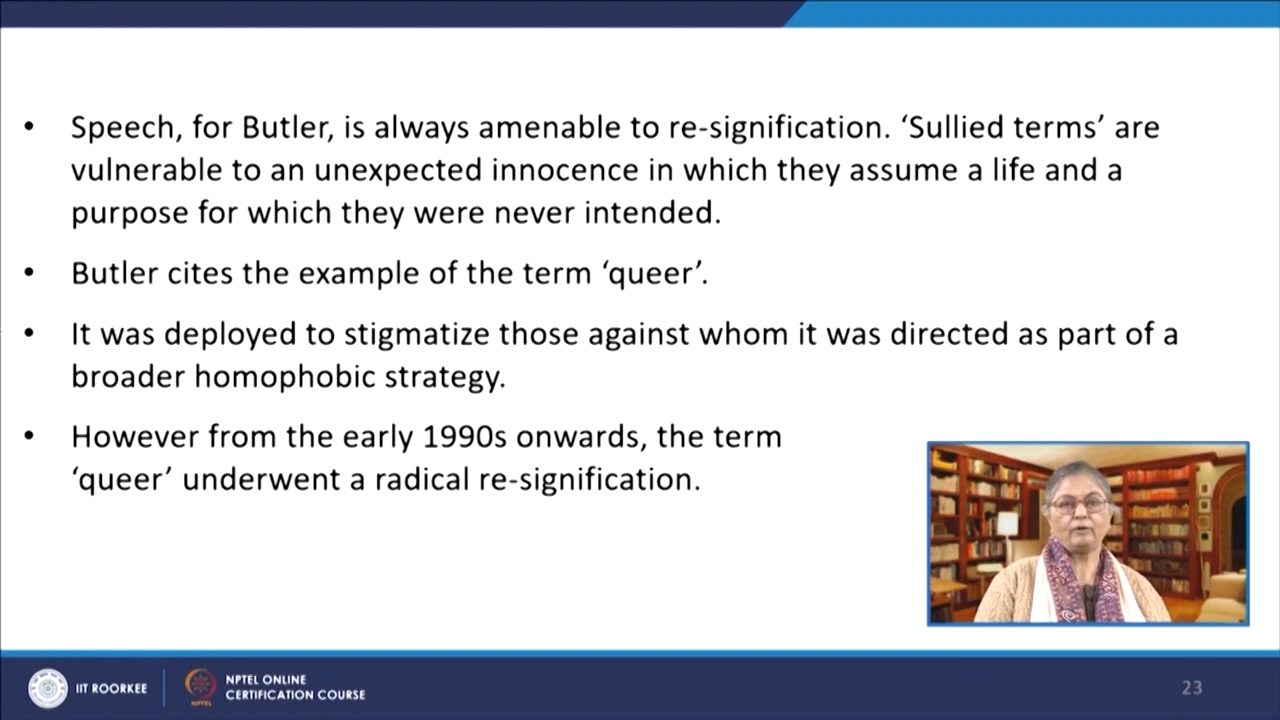 • Speech, for Butler, is always amenable to re-signification. ‘Sullied terms’ are
vulnerable to an unexpected innocence in which they assume a life and a
purpose for which they were never intended.
• Butler cites the example of the term ‘queer’.
• It was deployed to stigmatize those against whom it was directed as part of a
broader homophobic strategy.
• However from the early 1990s onwards, the term
‘queer’ underwent a radical re-signification.
IIT ROORKEE
NPTEL
NPTEL ONLINE
CERTIFICATION COURSE
23